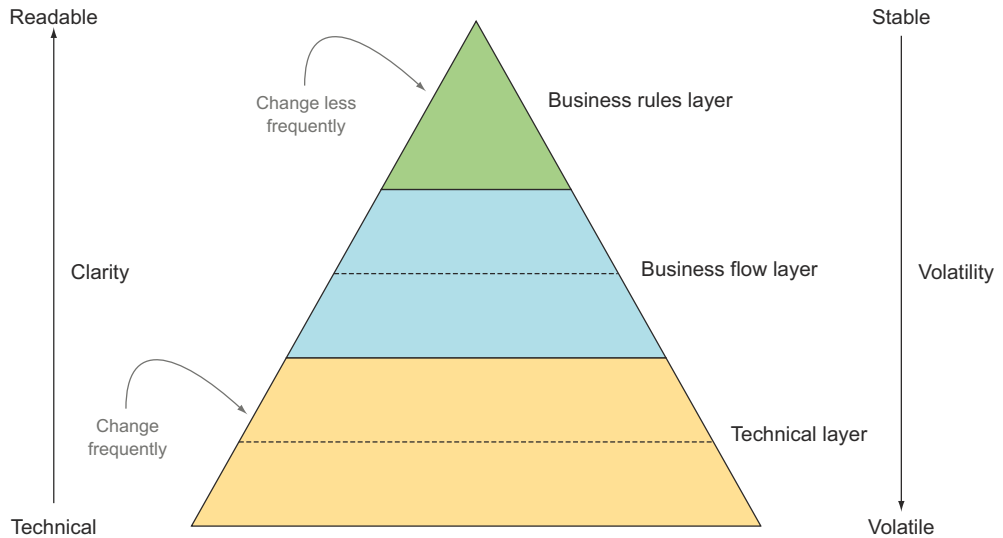 Readable
Stable
Change less
frequently
Business rules layer
Clarity
Business flow layer
Volatility
Change
frequently
Technical layer
Technical
Volatile